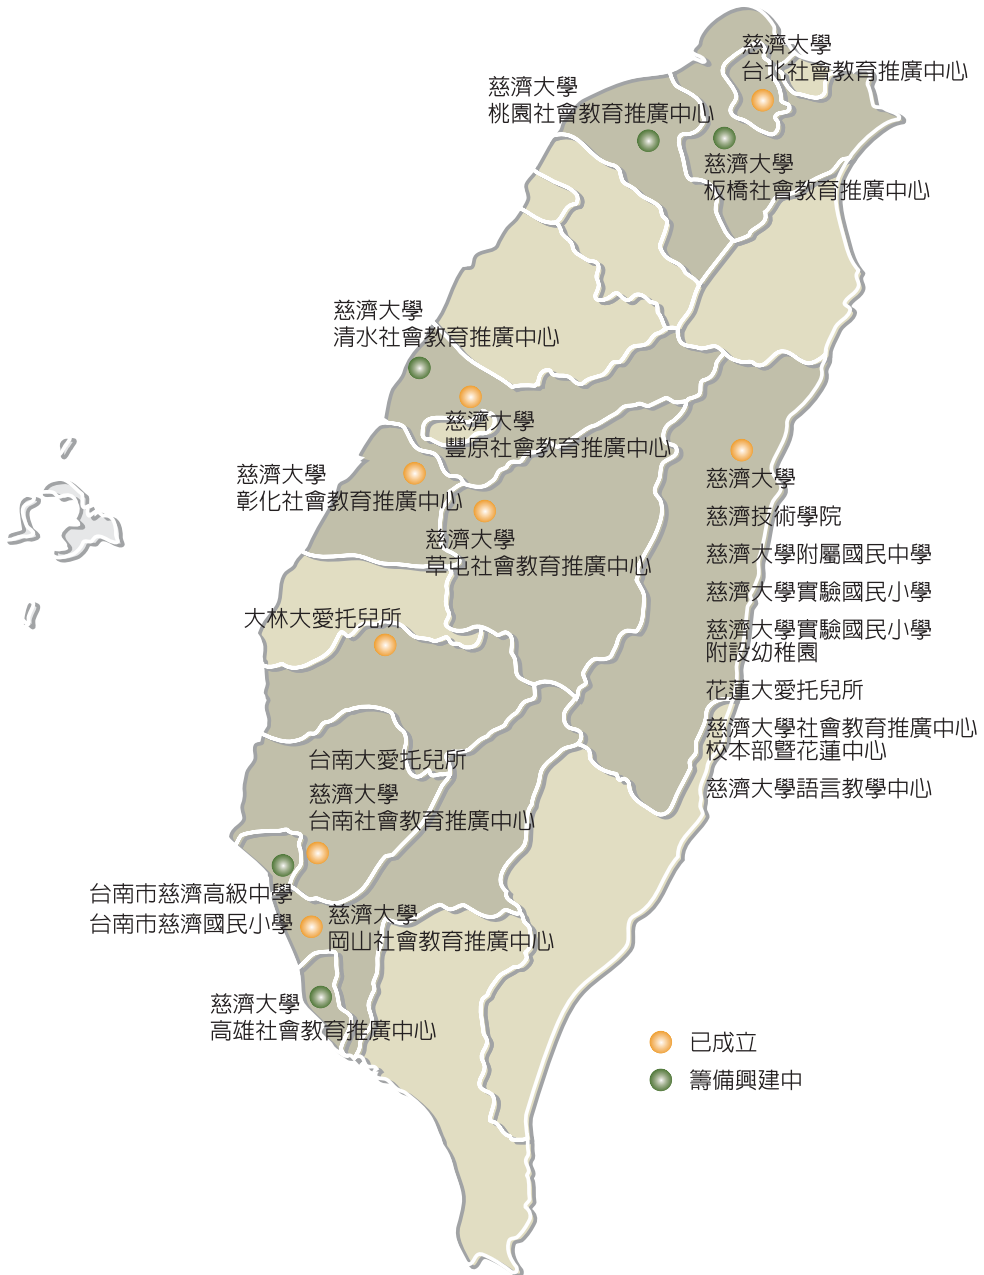 慈濟大學
台北社會教育推廣中心
慈濟大學
桃園社會教育推廣中心
慈濟大學
板橋社會教育推廣中心
慈濟大學
清水社會教育推廣中心
慈濟大學
豐原社會教育推廣中心
慈濟大學
彰化社會教育推廣中心
慈濟大學
草屯社會教育推廣中心
慈濟大學
慈濟技術學院
慈濟大學附屬國民中學
慈濟大學實驗國民小學
慈濟大學實驗國民小學
附設幼稚園
花蓮大愛托兒所
慈濟大學社會教育推廣中心
校本部暨花蓮中心
慈濟大學語言教學中心
大林大愛托兒所
台南大愛托兒所
慈濟大學
台南社會教育推廣中心
台南市慈濟高級中學
台南市慈濟國民小學
慈濟大學
岡山社會教育推廣中心
慈濟大學
高雄社會教育推廣中心
已成立
籌備興建中